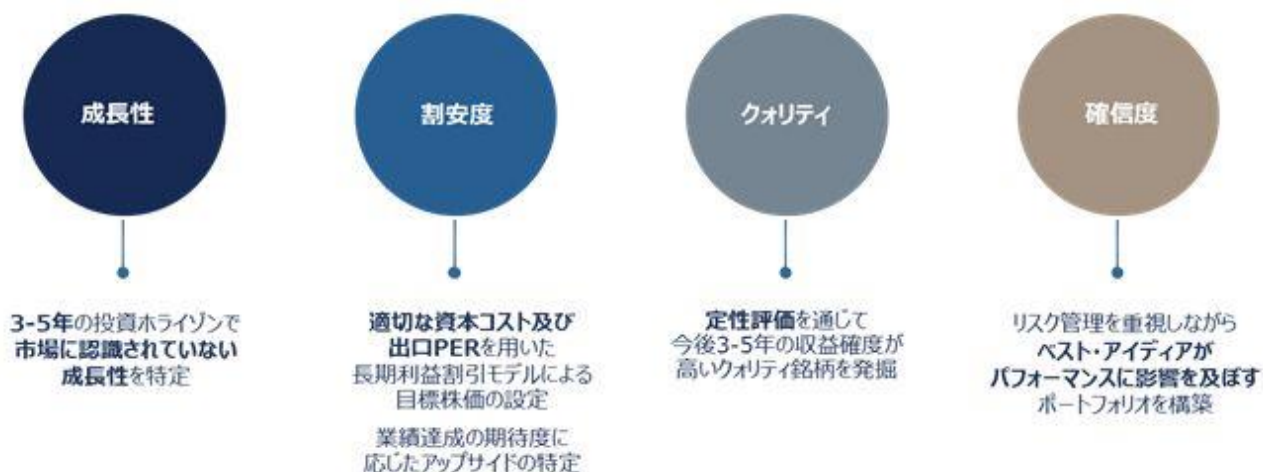 成長性
3-5年の投資ホライゾンで
市場に認識されていない
成長性を特定
割安度
適切な資本コスト及び
出口PERを用いた
長期利益割引モデルによる
目標株価の設定
業績達成の期待度に
応じたアップサイドの特定
クォリティ
定性評価を通じて
今後3-5年の収益確度が
高いクォリティ銘柄を発掘
確信度
リスク管理を重視しながら
ベスト・アイディアが
パフォーマンスに影響を及ぼす
ポートフォリオを構築